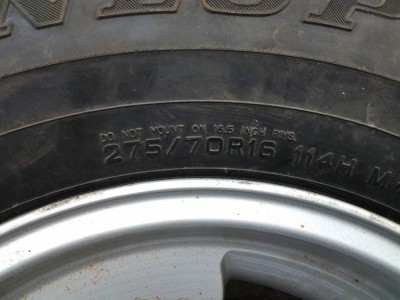 DO NOT MOUNT ON 16.5 INCH RIMS.
275/70R16 114H M